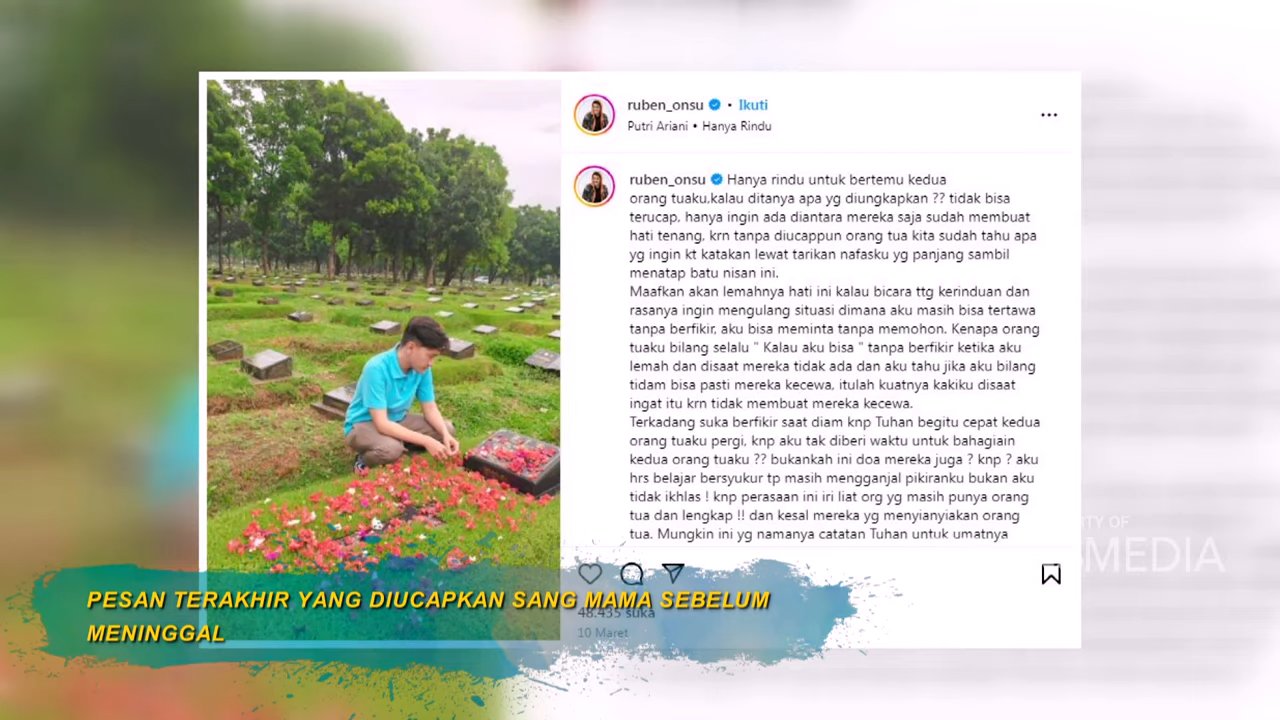 ruben_onsu • Ikuti
Putri Ariani • Hanya Rindu
ruben_onsu Hanya rindu untuk bertemu kedua
orang tuaku,kalau ditanya apa yg diungkapkan ?? tidak bisa
terucap, hanya ingin ada diantara mereka saja sudah membuat
hati tenang, krn tanpa diucappun orang tua kita sudah tahu apa
yg ingin kt katakan lewat tarikan nafasku yg panjang sambil
menatap batu nisan ini.
Maafkan akan lemahnya hati ini kalau bicara ttg kerinduan dan
rasanya ingin mengulang situasi dimana aku masih bisa tertawa
tanpa berfikir, aku bisa meminta tanpa memohon. Kenapa orang
tuaku bilang selalu " Kalau aku bisa " tanpa berfikir ketika aku
lemah dan disaat mereka tidak ada dan aku tahu jika aku bilang
tidam bisa pasti mereka kecewa, itulah kuatnya kakiku disaat
ingat itu krn tidak membuat mereka kecewa.
Terkadang suka berfikir saat diam knp Tuhan begitu cepat kedua
orang tuaku pergi, knp aku tak diberi waktu untuk bahagiain
kedua orang tuaku ?? bukankah ini doa mereka juga ? knp ? aku
hrs belajar bersyukur tp masih mengganjal pikiranku bukan aku
tidak ikhlas ! knp perasaan ini iri liat org yg masih punya orang
tua dan lengkap !! dan kesal mereka yg menyianyiakan orang
tua. Mungkin ini yg namanya catatan Tuhan untuk umatnya
48.435 suka
10 Maret
PESAN TERAKHIR YANG DIUCAPKAN SANG MAMA SEBELUM
MENINGGAL
TY OF
SMEDIA